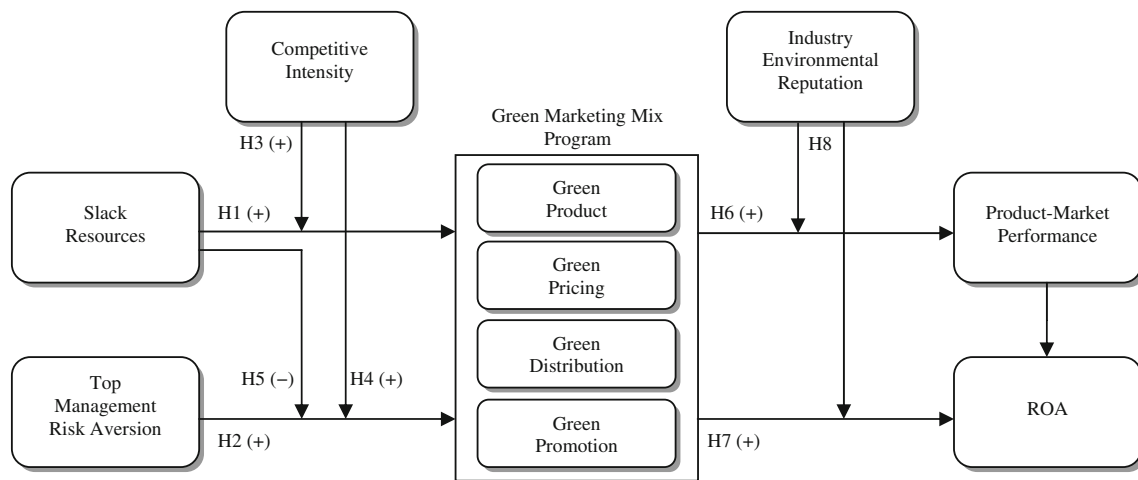 Competitive
Intensity
Industry
Environmental
Reputation
Green Marketing Mix
Program
H3 (+)
H8
Slack
Resources
H1 (+)
Green
Product
H6 (+)
Product-Market
Performance
Green
Pricing
Green
Distribution
Top
Management
Risk Aversion
H5 (−)
H4 (+)
H2 (+)
Green
Promotion
H7 (+)
ROA